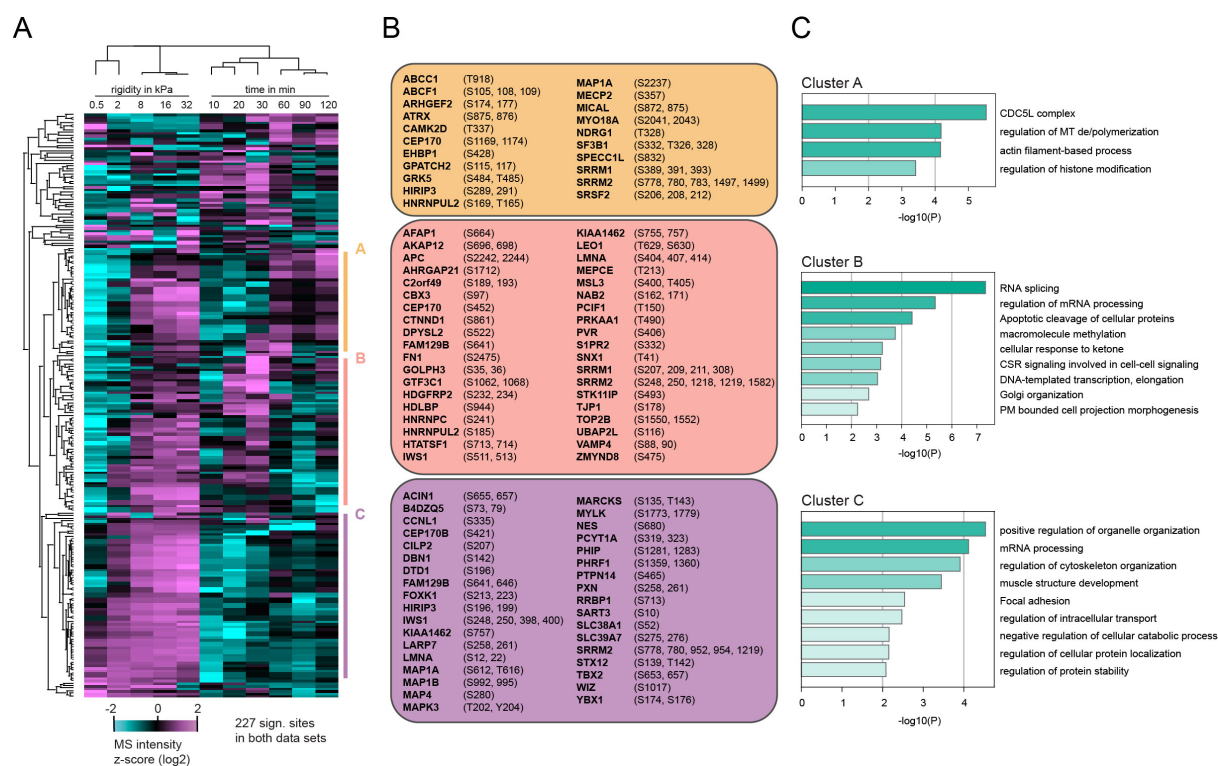 A
B
C
rigidity in kPa
time in min
0.5 2 8 16 32 10 20 30 60 90 120
A
B
C
-2 0 2
MS intensity
z-score (log2)
227 sign. sites
in both data sets
ABCC1 (T918)
ABCF1 (S105, 108, 109)
ARHGEF2 (S174, 177)
ATRX (S875, 876)
CAMK2D (T337)
CEP170 (S1169, 1174)
EHBP1 (S428)
GPATCH2 (S115, 117)
GRK5 (S484, T485)
HIRIP3 (S289, 291)
HNRNPUL2 (S169, T165)
MAP1A (S2237)
MECP2 (S357)
MICAL (S872, 875)
MYO18A (S2041, 2043)
NDRG1 (T328)
SF3B1 (S332, T326, 328)
SPECC1L (S832)
SRRM1 (S389, 391, 393)
SRRM2 (S778, 780, 783, 1497, 1499)
SRSF2 (S206, 208, 212)
AFAP1 (S664)
AKAP12 (S696, 698)
APC (S2242, 2244)
AHRGAP21 (S1712)
C2orf49 (S189, 193)
CBX3 (S97)
CEP170 (S452)
CTNND1 (S861)
DPYSL2 (S522)
FAM129B (S641)
FN1 (S2475)
GOLPH3 (S35, 36)
GTF3C1 (S1062, 1068)
HDGFRP2 (S232, 234)
HDLBP (S944)
HNRNPC (S241)
HNRNPUL2 (S185)
HTATSF1 (S713, 714)
IWS1 (S511, 513)
KIAA1462 (S755, 757)
LEO1 (T629, S630)
LMNA (S404, 407, 414)
MEPCE (T213)
MSL3 (S400, T405)
NAB2 (S162, 171)
PCIF1 (T150)
PRKAA1 (T490)
PVR (S406)
S1PR2 (S332)
SNX1 (T41)
SRRM1 (S207, 209, 211, 308)
SRRM2 (S248, 250, 1218, 1219, 1582)
STK11IP (S493)
TJP1 (S178)
TOP2B (S1550, 1552)
UBAP2L (S116)
VAMP4 (S88, 90)
ZMYND8 (S475)
ACIN1 (S655, 657)
B4DZQ5 (S73, 79)
CCNL1 (S335)
CEP170B (S421)
CILP2 (S207)
DBN1 (S142)
DTD1 (S196)
FAM129B (S641, 646)
FOXK1 (S213, 223)
HIRIP3 (S196, 199)
IWS1 (S248, 250, 398, 400)
KIAA1462 (S757)
LARP7 (S258, 261)
LMNA (S12, 22)
MAP1A (S612, T616)
MAP1B (S992, 995)
MAP4 (S280)
MAPK3 (T202, Y204)
MARCKS (S135, T143)
MYLK (S1773, 1779)
NES (S680)
PCYT1A (S319, 323)
PHIP (S1281, 1283)
PHRF1 (S1359, 1360)
PTPN14 (S465)
PXN (S258, 261)
RRBP1 (S713)
SART3 (S10)
SLC38A1 (S52)
SLC39A7 (S275, 276)
SRRM2 (S778, 780, 952, 954, 1219)
STX12 (S139, T142)
TBX2 (S653, 657)
WIZ (S1017)
YBX1 (S174, S176)
Cluster A
CDC5L complex
regulation of MT de/polymerization
actin filament-based process
regulation of histone modification
0 1 2 3 4 5
-log10(P)
Cluster B
RNA splicing
regulation of mRNA processing
Apoptotic cleavage of cellular proteins
macromolecule methylation
cellular response to ketone
CSR signaling involved in cell-cell signaling
DNA-templated transcription, elongation
Golgi organization
PM bounded cell projection morphogenesis
0 1 2 3 4 5 6 7
-log10(P)
Cluster C
positive regulation of organelle organization
mRNA processing
regulation of cytoskeleton organization
muscle structure development
Focal adhesion
regulation of intracellular transport
negative regulation of cellular catabolic process
regulation of cellular protein localization
regulation of protein stability
0 1 2 3 4
-log10(P)